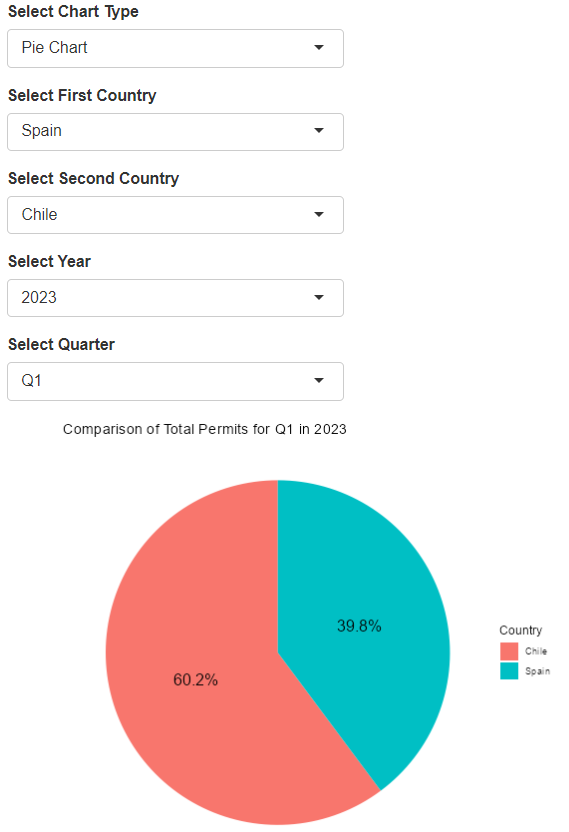 Select Chart Type
Pie Chart
Select First Country
Spain
Select Second Country
Chile
Select Year
2023
Select Quarter
Q1
Comparison of Total Permits for Q1 in 2023
39.8%
60.2%
Country
Chile
Spain